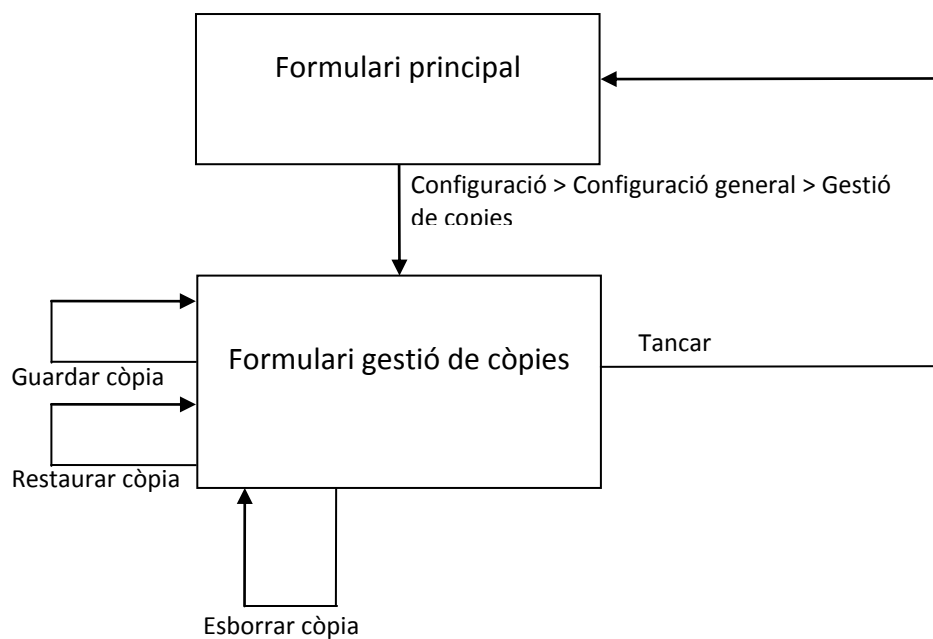 Formulari principal
Configuració > Configuració general > Gestió
de copies
Formulari gestió de còpies
Tancar
Guardar còpia
Restaurar còpia
Esborrar còpia